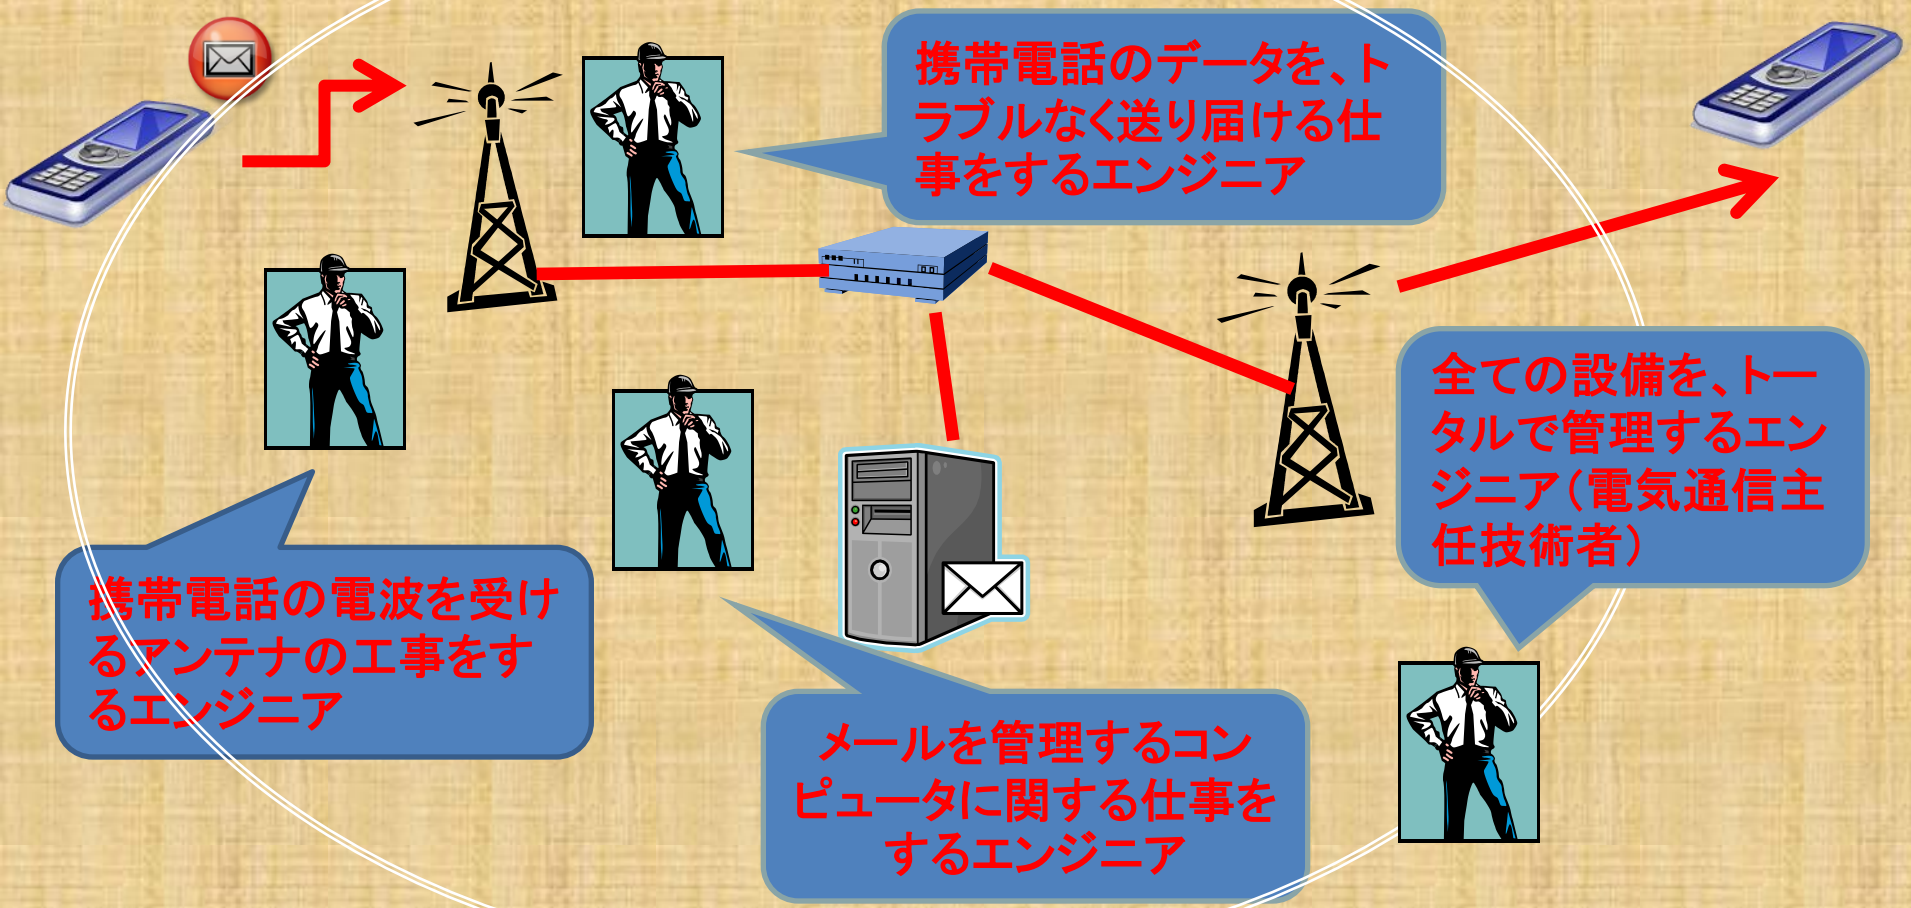 携帯電話のデータを、ト
ラブルなく送り届ける仕
事をするエンジニア
全ての設備を、トー
タルで管理するエン
ジニア（電気通信主
任技術者）
携帯電話の電波を受け
るアンテナの工事をす
るエンジニア
メールを管理するコン
ピュータに関する仕事を
するエンジニア